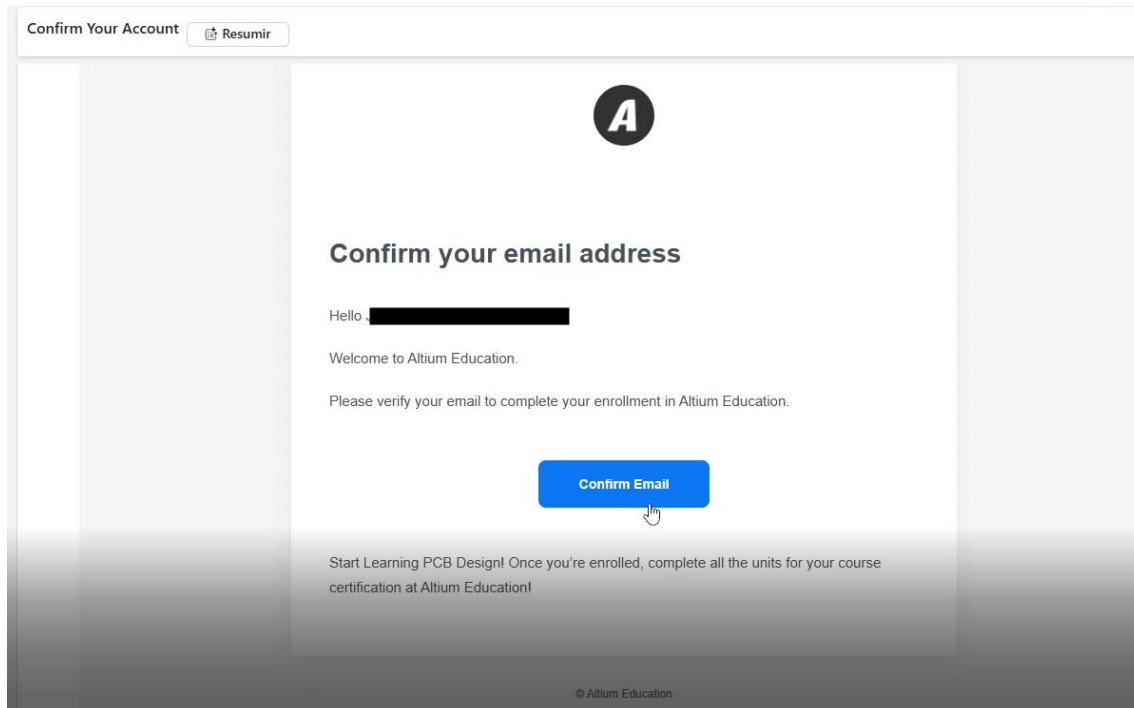 Confirm Your Account
Resumir
A
Confirm your email address
Hello
Welcome to Altium Education.
Please verify your email to complete your enrollment in Altium Education.
Confirm Email
Start Learning PCB Design! Once you're enrolled, complete all the units for your course
certification at Altium Education!
© Altium Education